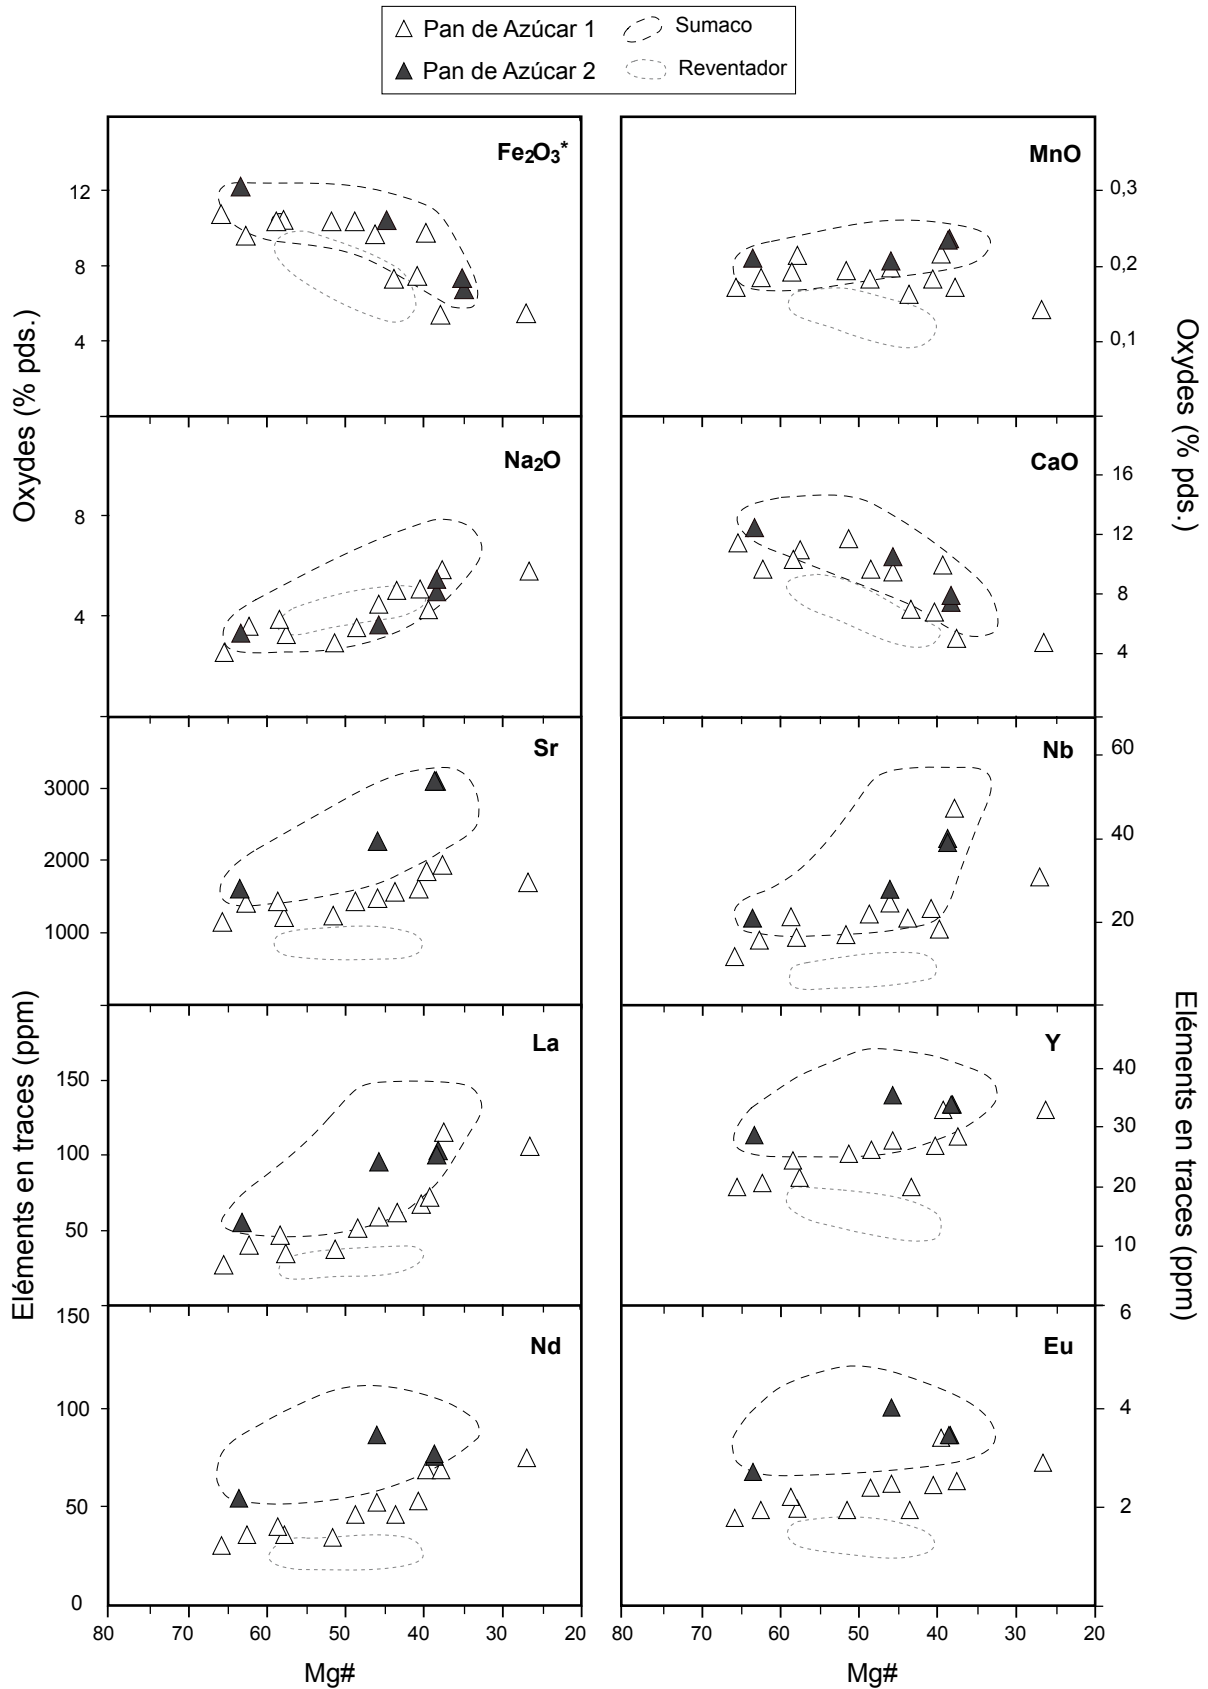 Pan de Azúcar 1
Sumaco
Pan de Azúcar 2
Reventador
Fe2O3*
12
8
4
MnO
0,3
0,2
0,1
Oxydes (% pds.)
Oxydes (% pds.)
Na2O
8
4
CaO
16
12
8
4
Sr
3000
2000
1000
Nb
60
40
20
Eléments en traces (ppm)
Eléments en traces (ppm)
La
150
100
50
Y
40
30
20
10
Nd
150
100
50
0
Eu
6
4
2
80 70 60 50 40 30 20
80 70 60 50 40 30 20
Mg#
Mg#